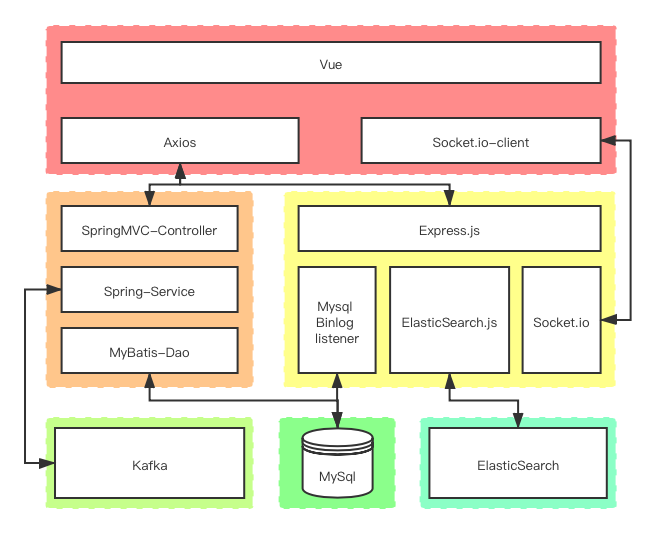 Vue
Axios
Socket.io-client
SpringMVC-Controller
Express.js
Spring-Service
Mysql
Binlog
listener
ElasticSearch.js
Socket.io
MyBatis-Dao
Kafka
MySql
ElasticSearch